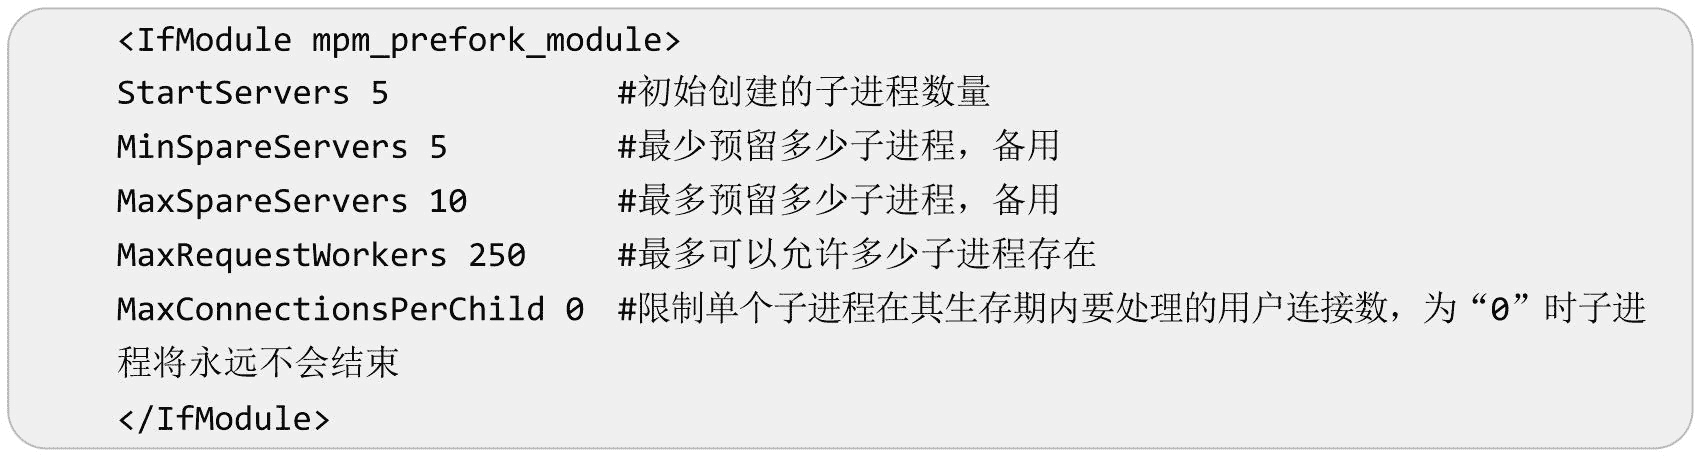 <IfModule mpm_prefork_module>
StartServers 5 #初始创建的子进程数量
MinSpareServers 5 #最少预留多少子进程，备用
MaxSpareServers 10 #最多预留多少子进程，备用
MaxRequestWorkers 250 #最多可以允许多少子进程存在
MaxConnectionsPerChild 0 #限制单个子进程在其生存期内要处理的用户连接数，为“0”时子进
程将永远不会结束
</IfModule>